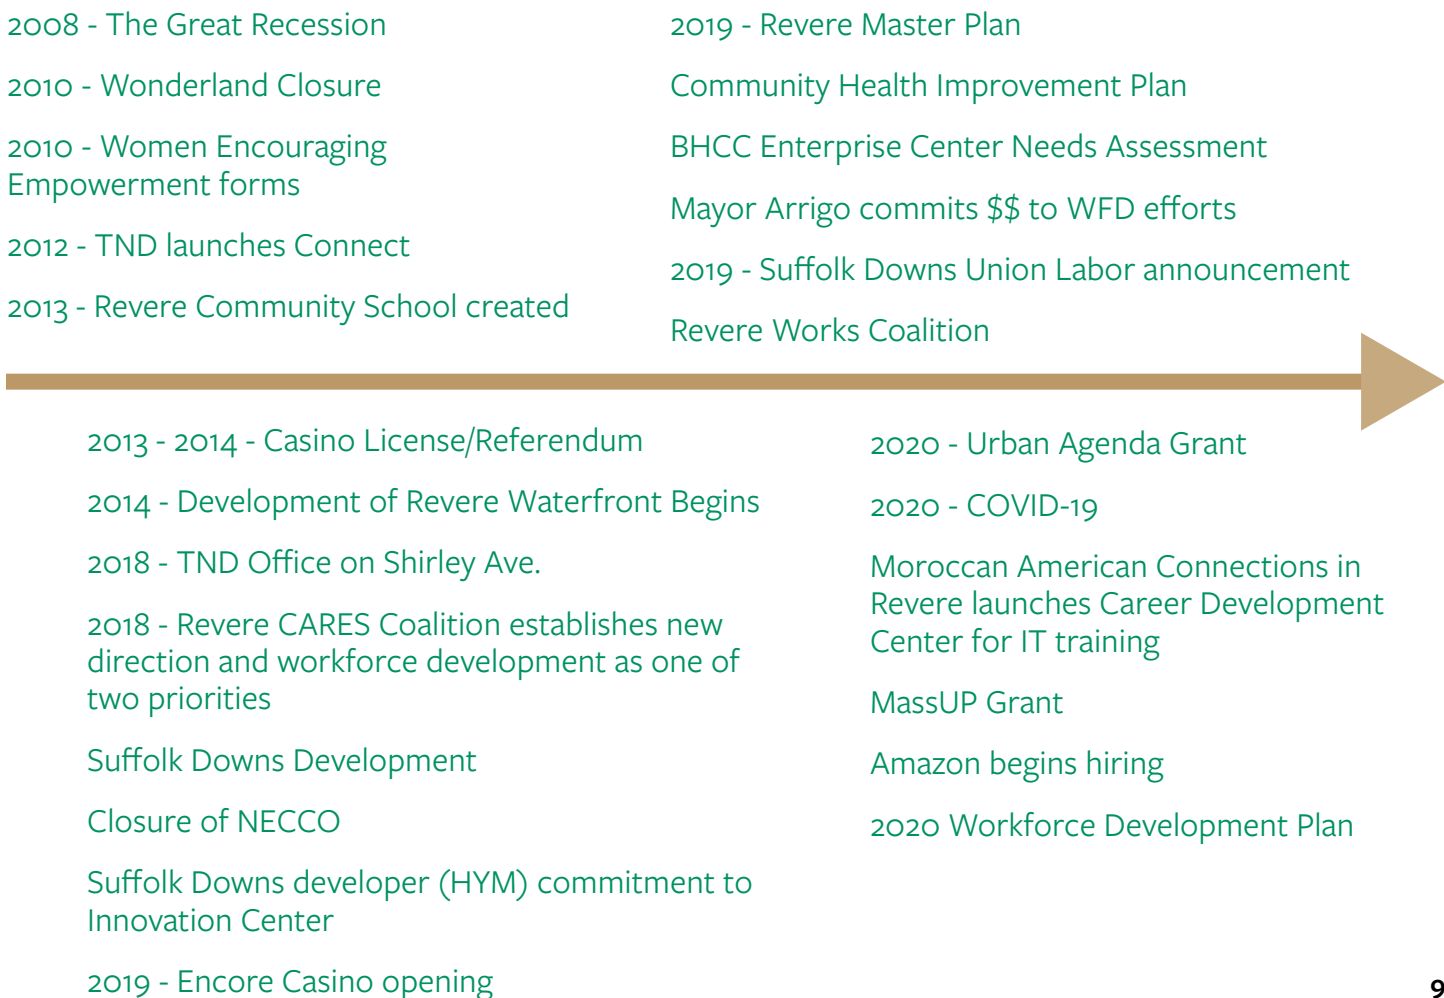 2008 - The Great Recession
2010 - Wonderland Closure
2010 - Women Encouraging
Empowerment forms
2012 - TND launches Connect
2013 - Revere Community School created
2019 - Revere Master Plan
Community Health Improvement Plan
BHCC Enterprise Center Needs Assessment
Mayor Arrigo commits $$ to WFD efforts
2019 - Suffolk Downs Union Labor announcement
Revere Works Coalition
2013 - 2014 - Casino License/Referendum
2014 - Development of Revere Waterfront Begins
2018 - TND Office on Shirley Ave.
2018 - Revere CARES Coalition establishes new
direction and workforce development as one of
two priorities
Suffolk Downs Development
Closure of NECCO
Suffolk Downs developer (HYM) commitment to
Innovation Center
2019 - Encore Casino opening
2020 - Urban Agenda Grant
2020 - COVID-19
Moroccan American Connections in
Revere launches Career Development
Center for IT training
MassUP Grant
Amazon begins hiring
2020 Workforce Development Plan
9